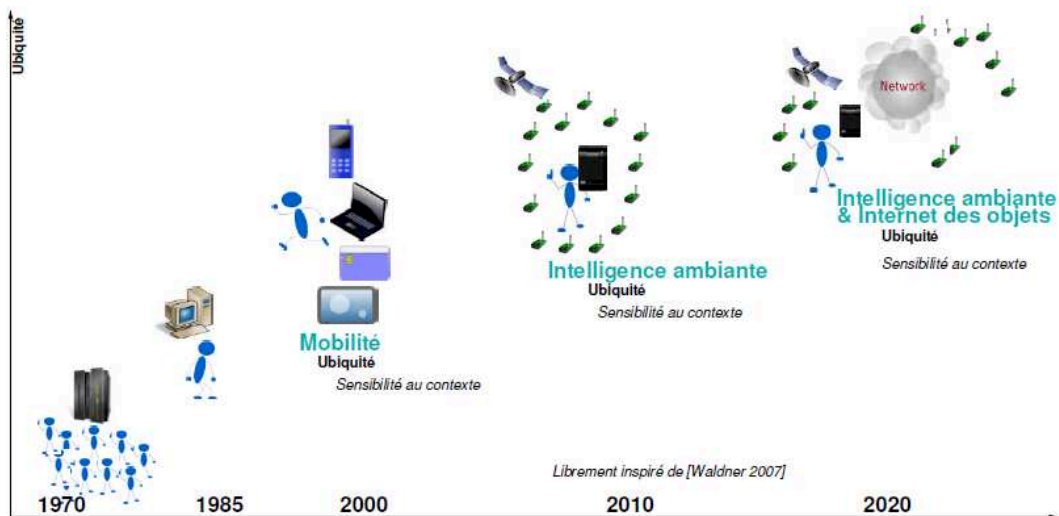 Ubiquité
Network
Intelligence ambiante
& Internet des objets
Ubiquité
Sensibilité au contexte
Intelligence ambiante
Ubiquité
Sensibilité au contexte
Mobilité
Ubiquité
Sensibilité au contexte
Librement inspiré de [Waldner 2007]
1970 1985 2000 2010 2020